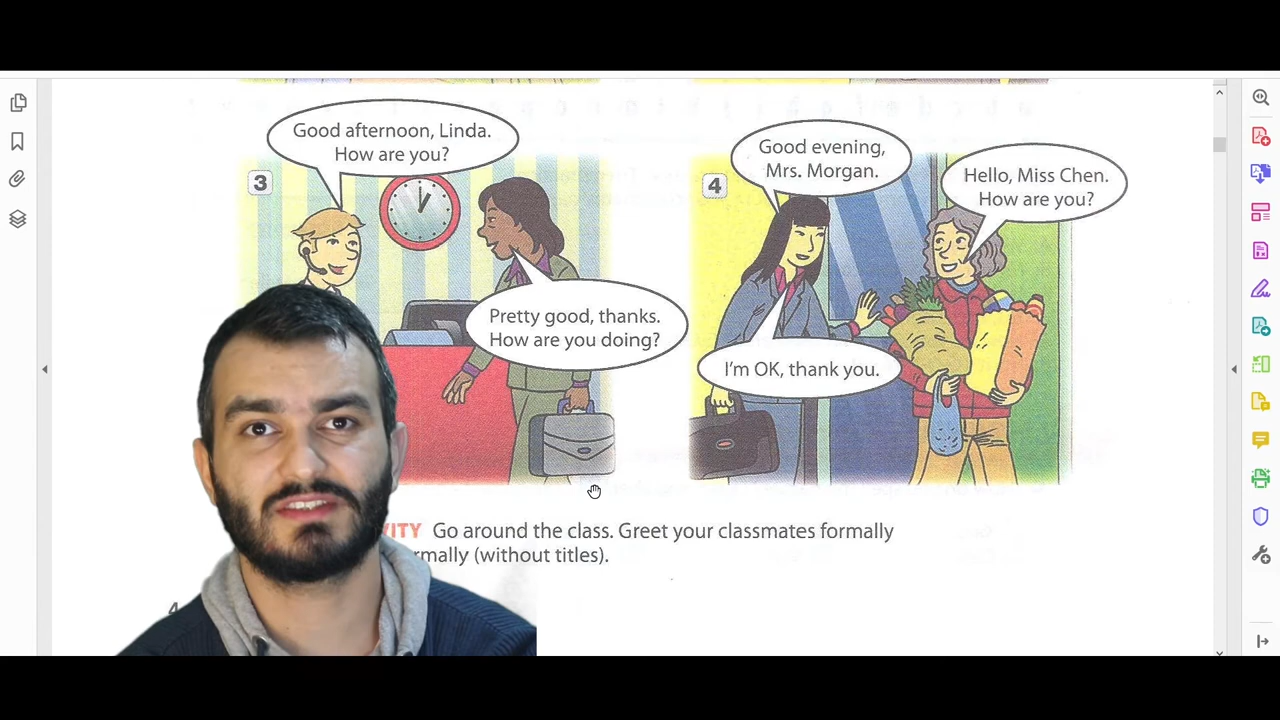 3
Good afternoon, Linda.
How are you?
Pretty good, thanks.
How are you doing?
4
Good evening,
Mrs. Morgan.
Hello, Miss Chen.
How are you?
I'm OK, thank you.
VITY Go around the class. Greet your classmates formally
rmally (without titles).
4